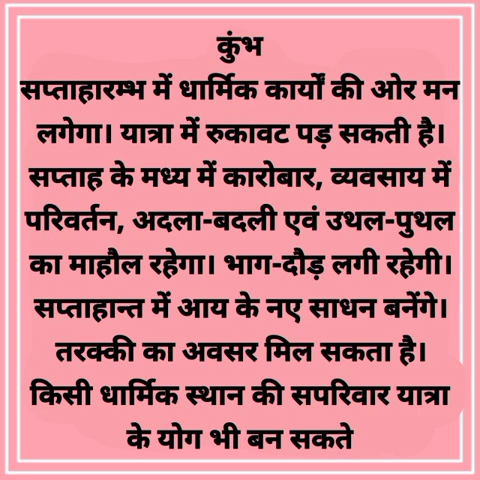 कुंभ
सप्ताहारम्भ में धार्मिक कार्यों की ओर मन
लगेगा। यात्रा में रुकावट पड़ सकती है।
सप्ताह के मध्य में कारोबार, व्यवसाय में
परिवर्तन, अदला-बदली एवं उथल-पुथल
का माहौल रहेगा। भाग-दौड़ लगी रहेगी।
सप्ताहान्त में आय के नए साधन बनेंगे।
तरक्की का अवसर मिल सकता है।
किसी धार्मिक स्थान की सपरिवार यात्रा
के योग भी बन सकते